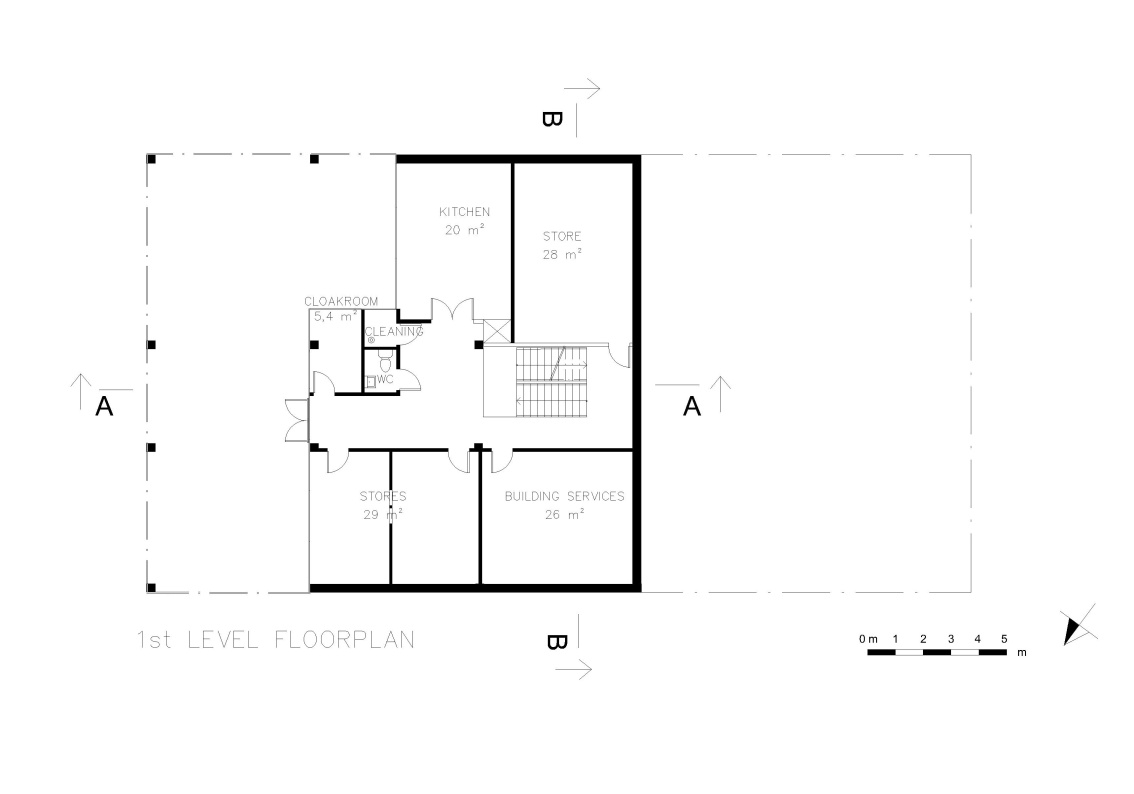 B
KITCHEN
20 m²
STORE
28 m²
CLOAKROOM
5,4 m²
CLEANING
WC
A
A
STORES
29 m²
BUILDING SERVICES
26 m²
1st LEVEL FLOORPLAN
B
0 m 1 2 3 4 5
m